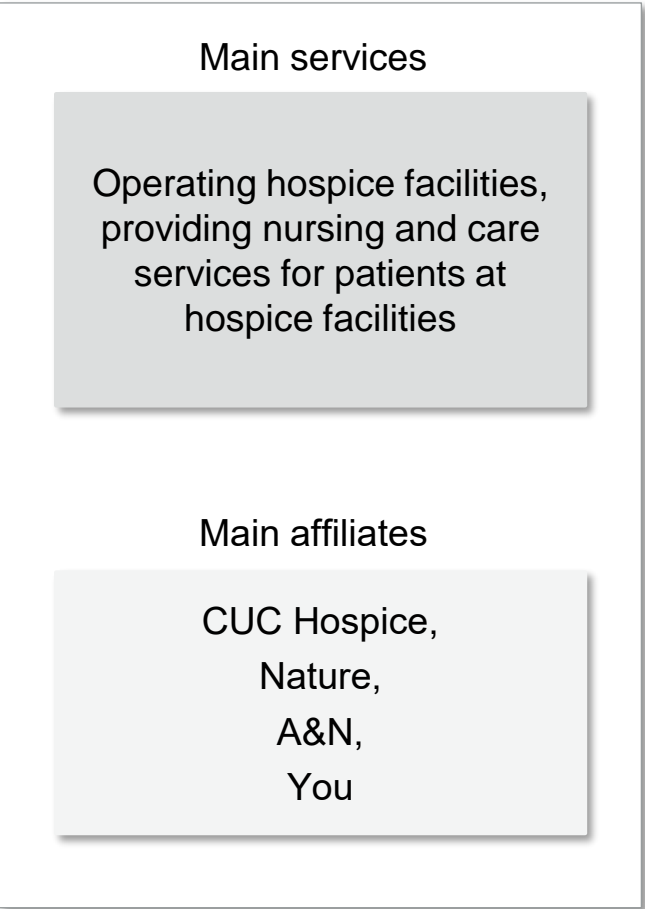 Main services
Operating hospice facilities,
providing nursing and care
services for patients at
hospice facilities
Main affiliates
CUC Hospice,
Nature,
A&N,
You